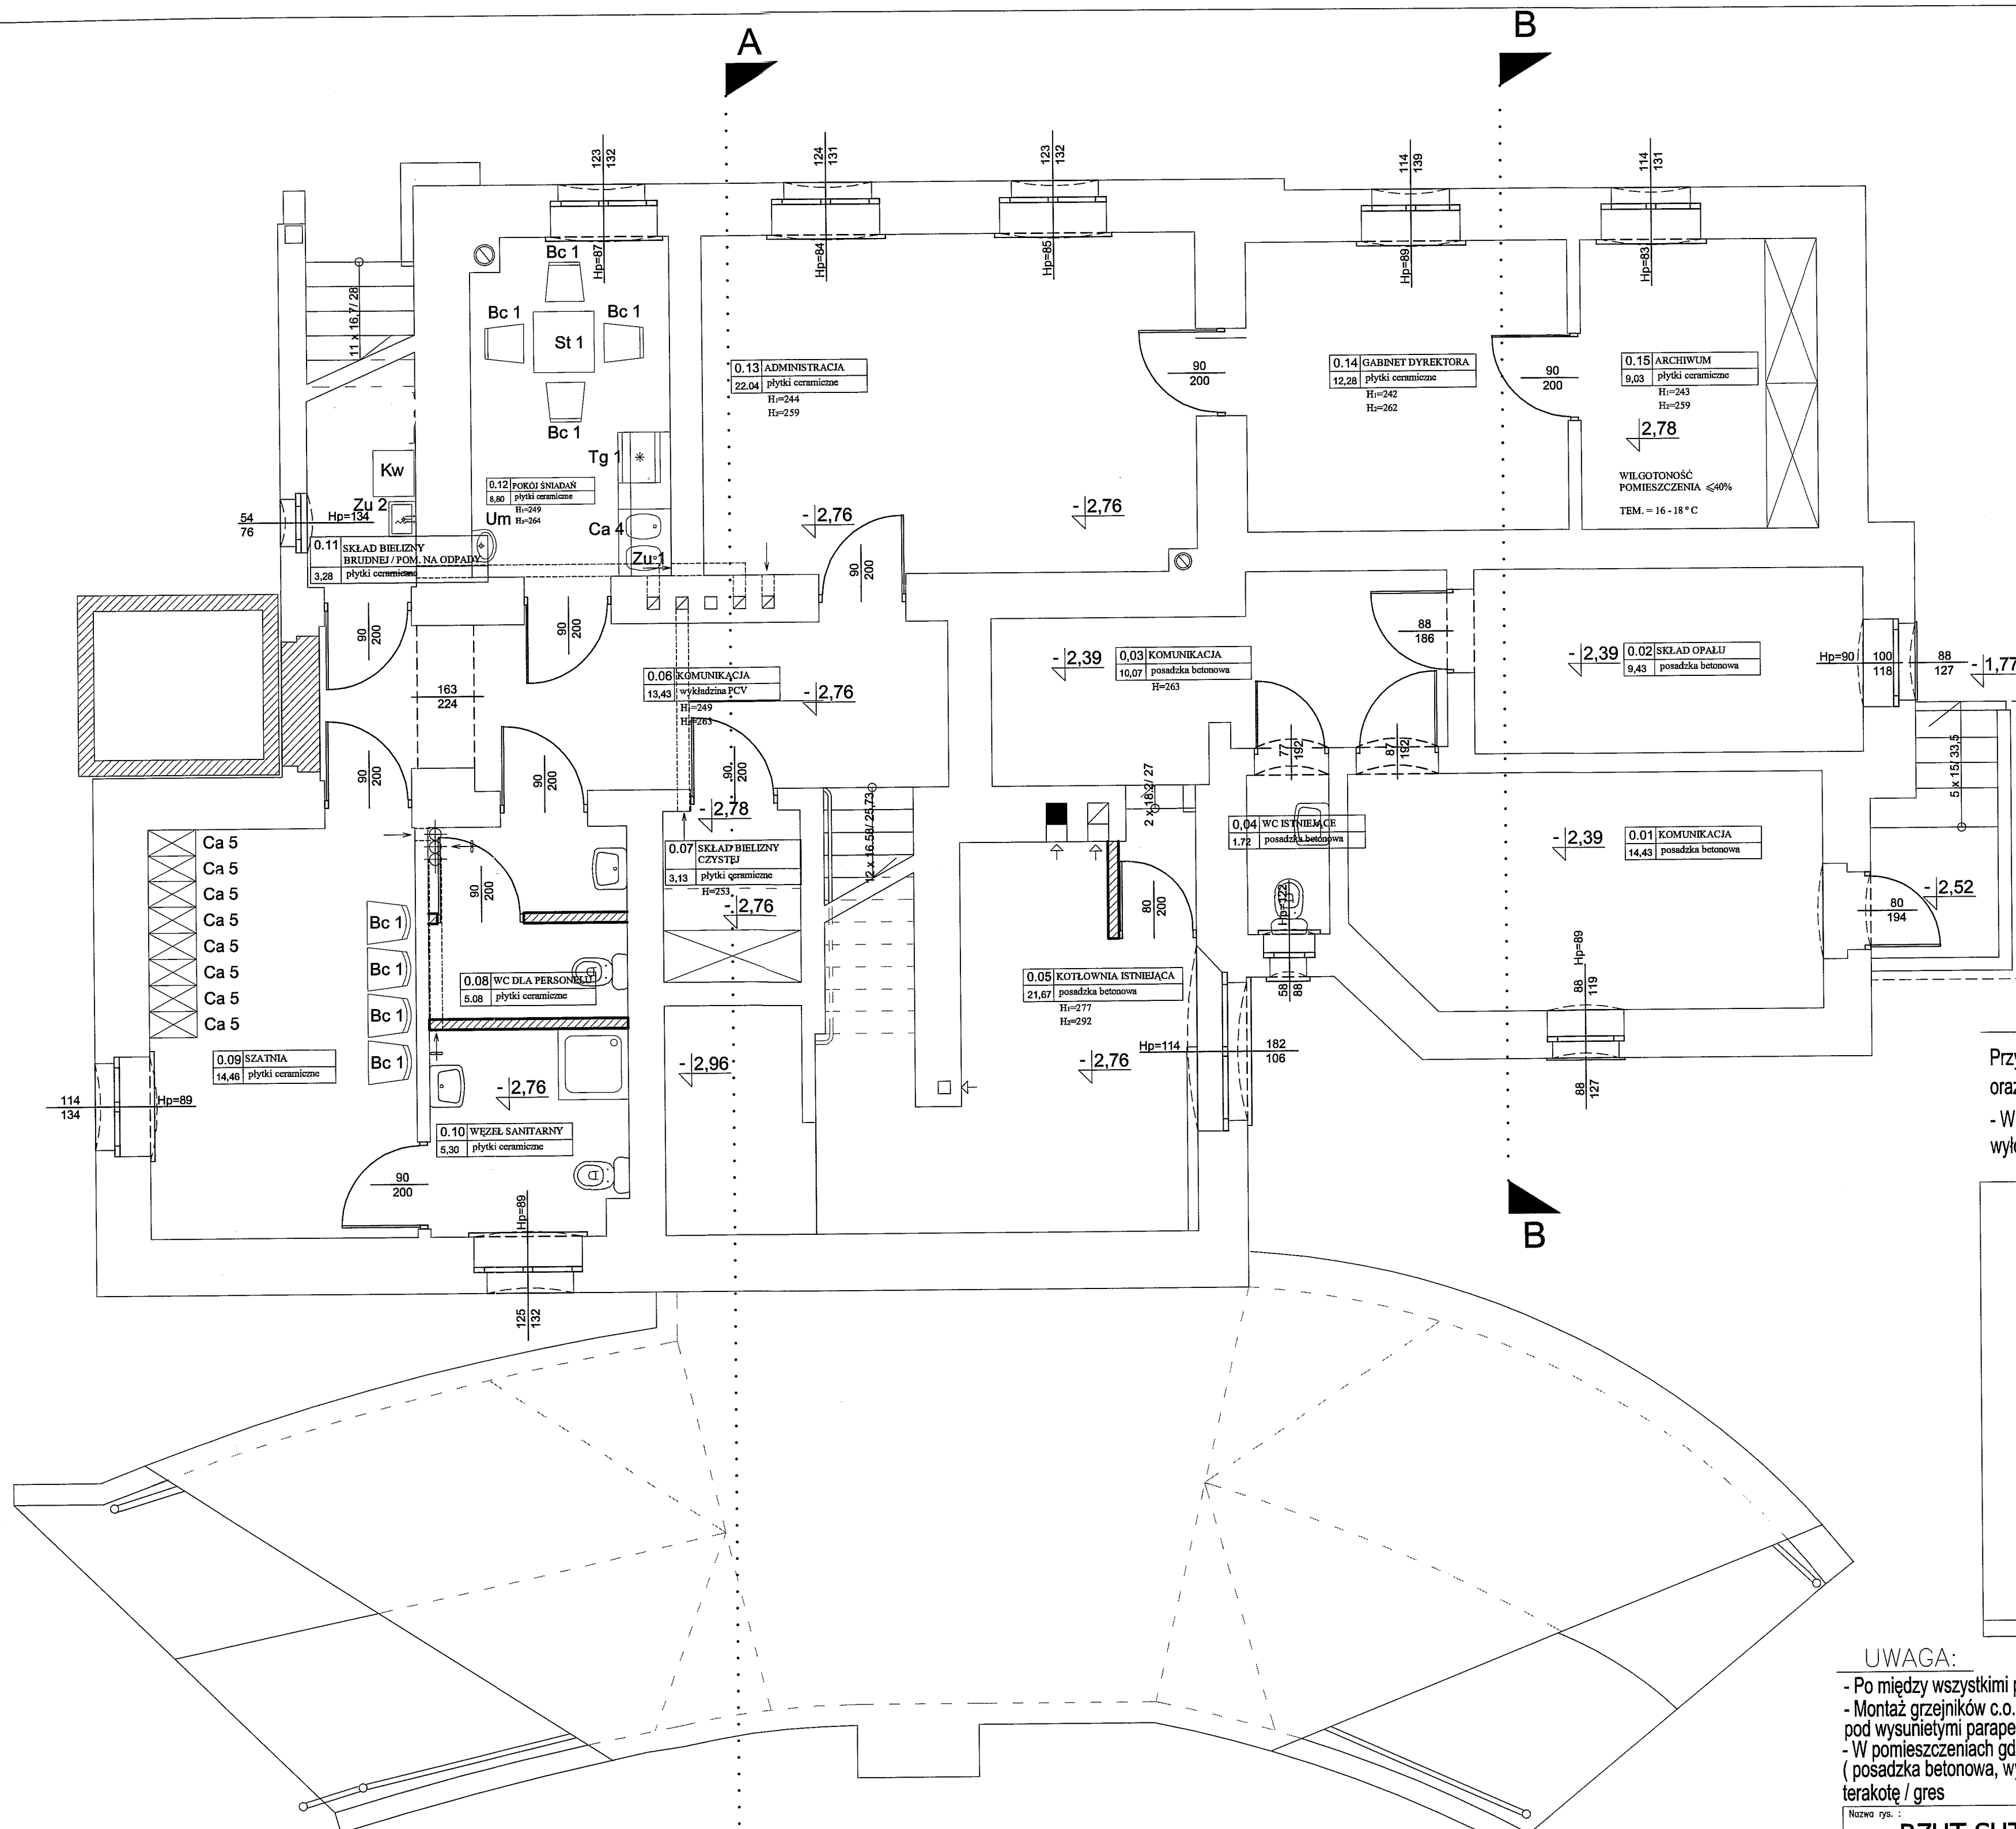 A
B
123
132
124
131
123
132
114
139
114
131
Hp=87
Hp=84
Hp=85
Hp=89
Hp=83
11 x 16,7/ 28
Bc 1
Bc 1
Bc 1
St 1
Bc 1
Tg 1
Kw
Zu 2
Um
Ca 4
Zu 1
54
76
Hp=134
0.13 ADMINISTRACJA
22.04 płytki ceramiczne
H1=244
H2=259
90
200
0.14 GABINET DYREKTORA
12,28 płytki ceramiczne
H1=242
H2=262
90
200
0.15 ARCHIWUM
9,03 płytki ceramiczne
H1=243
H2=259
2,78
WILGOTONOŚĆ
POMIESZCZENIA ⩽40%
TEM. = 16 - 18 ° C
0.12 POKÓJ ŚNIADAŃ
8,80 płytki ceramiczne
H1=249
H2=264
- 2,76
- 2,76
0.11 SKŁAD BIELIZNY
BRUDNEJ / POM. NA ODPADY
3,28 płytki ceramiczne
90
200
90
200
90
200
163
224
0.06 KOMUNIKACJA
13,43 wykładzina PCV
H1=249
H2=263
- 2,76
- 2,39
0,03 KOMUNIKACJA
10,07 posadzka betonowa
H=263
88
186
- 2,39
0.02 SKŁAD OPAŁU
9,43 posadzka betonowa
Hp=90
100
118
88
127
- 1,77
90
200
90
200
90
200
77
192
87
192
5 x 15/ 33,5
- 2,78
12 x 16.58/ 25,73
2 x 18,2/ 27
0,04 WC ISTNIEJĄCE
1.72 posadzka betonowa
- 2,39
0.01 KOMUNIKACJA
14,43 posadzka betonowa
0.07 SKŁAD BIELIZNY
CZYSTEJ
3,13 płytki ceramiczne
H=253
- 2,76
Ca 5
Ca 5
Ca 5
Ca 5
Ca 5
Ca 5
Ca 5
Ca 5
90
200
Bc 1
Bc 1
Bc 1
Bc 1
80
200
Hp=122
58
88
80
194
- 2,52
Hp=89
88
119
88
127
0.08 WC DLA PERSONELU
5.08 płytki ceramiczne
0.05 KOTŁOWNIA ISTNIEJĄCA
21,67 posadzka betonowa
H1=277
H2=292
- 2,76
Hp=114
182
106
0.09 SZATNIA
14,46 płytki ceramiczne
114
134
Hp=89
- 2,76
- 2,96
0.10 WĘZEŁ SANITARNY
5,30 płytki ceramiczne
90
200
Hp=89
125
132
B
- W
UWAGA:
- Po między wszystkimi
- Montaż grzejników c.o.
pod wysunietymi
- W pomieszczeniach
( posadzka betonowa,
terakotę / gres
Nazwa rys. :
RZUT